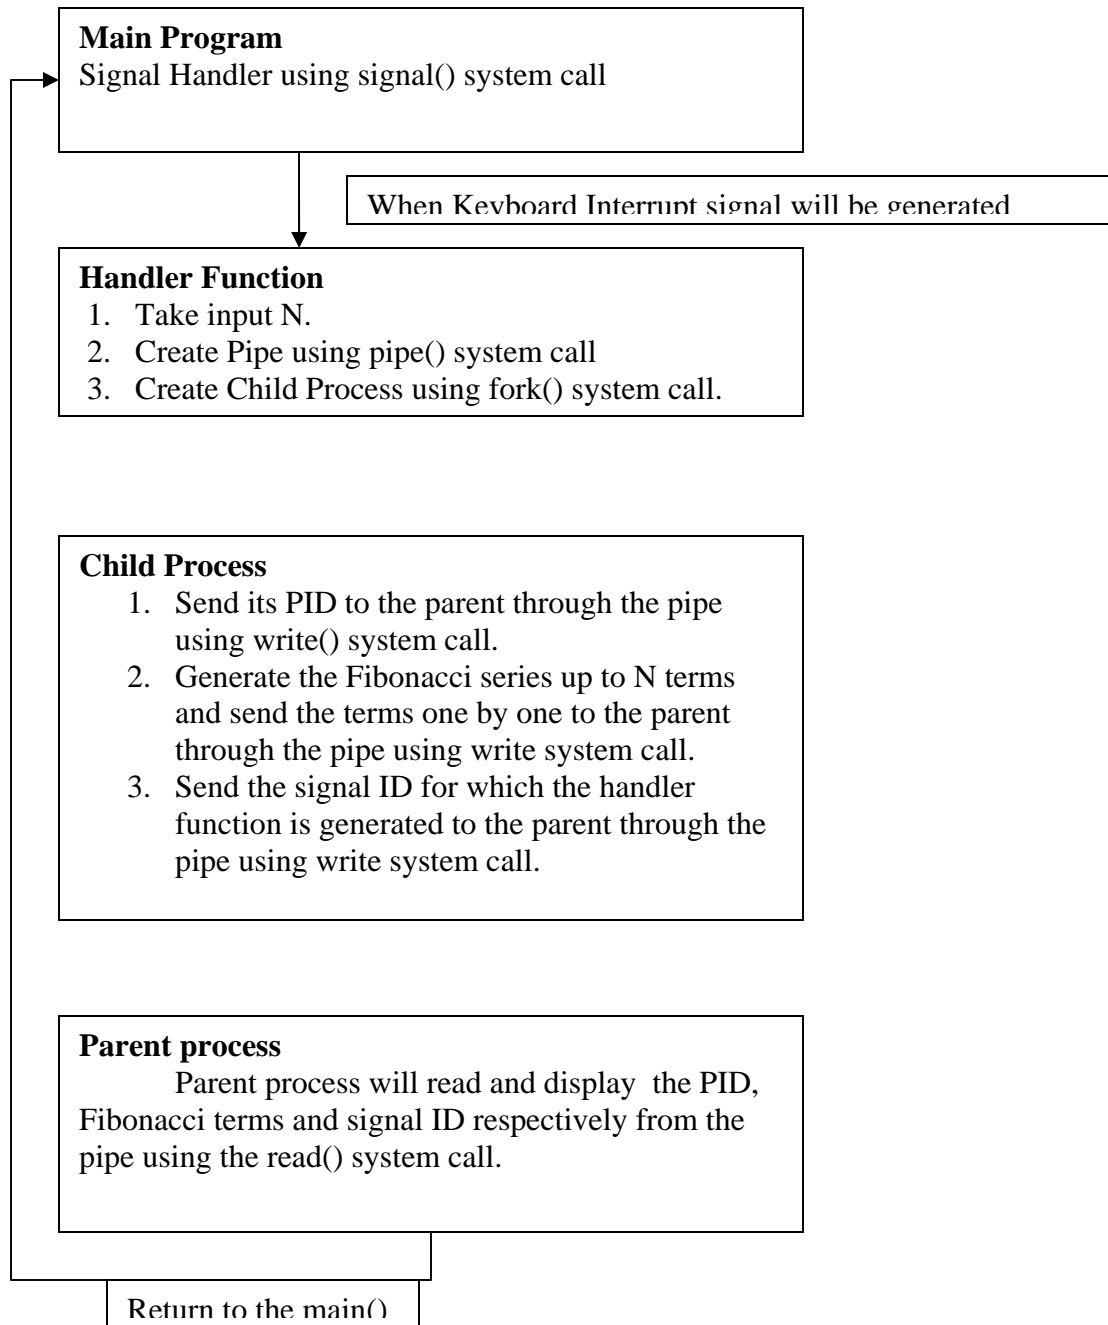 Main Program
Signal Handler using signal() system call
When Keyboard Interrupt signal will be generated
Handler Function
1. Take input N.
2. Create Pipe using pipe() system call
3. Create Child Process using fork() system call.
Child Process
1. Send its PID to the parent through the pipe
using write() system call.
2. Generate the Fibonacci series up to N terms
and send the terms one by one to the parent
through the pipe using write system call.
3. Send the signal ID for which the handler
function is generated to the parent through the
pipe using write system call.
Parent process
Parent process will read and display the PID,
Fibonacci terms and signal ID respectively from the
pipe using the read() system call.
Return to the main()